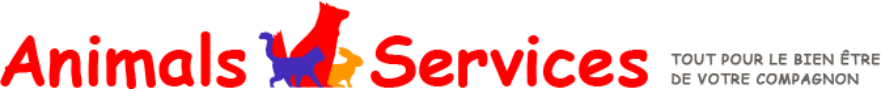 Animals Services
TOUT POUR LE BIEN ÊTRE
DE VOTRE COMPAGNON